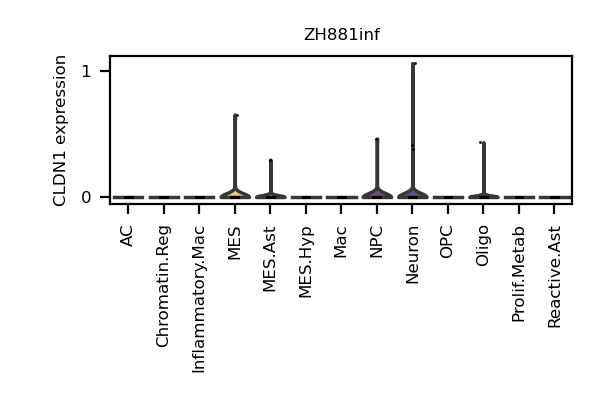 ZH881inf
CLDN1 expression
1
0
AC
Chromatin.Reg
Inflammatory.Mac
MES
MES.Ast
MES.Hyp
Mac
NPC
Neuron
OPC
Oligo
Prolif.Metab
Reactive.Ast